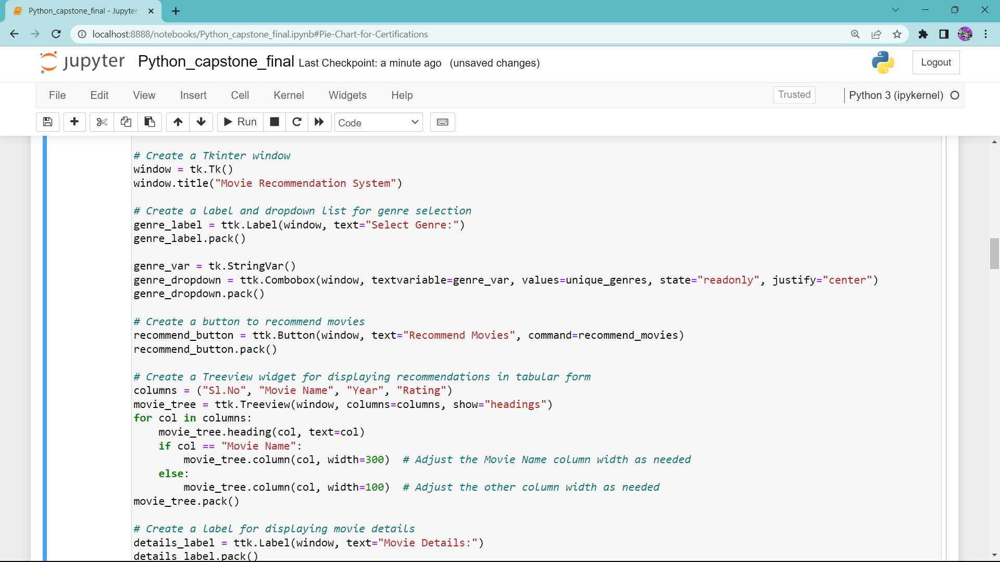 Python_capstone_final - Jupyter
localhost:8888/notebooks/Python_capstone_final.ipynb#Pie-Chart-for-Certifications
jupyter Python_capstone_final Last Checkpoint: a minute ago (unsaved changes) Logout
File Edit View Insert Cell Kernel Widgets Help Trusted Python 3 (ipykernel)
Run Code
# Create a Tkinter window
window = tk.Tk()
window.title("Movie Recommendation System")
# Create a label and dropdown list for genre selection
genre_label = ttk.Label(window, text="Select Genre:")
genre_label.pack()
genre_var = tk.StringVar()
genre_dropdown = ttk.Combobox(window, textvariable=genre_var, values=unique_genres, state="readonly", justify="center")
genre_dropdown.pack()
# Create a button to recommend movies
recommend_button = ttk.Button(window, text="Recommend Movies", command=recommend_movies)
recommend_button.pack()
# Create a Treeview widget for displaying recommendations in tabular form
columns = ("Sl.No", "Movie Name", "Year", "Rating")
movie_tree = ttk.Treeview(window, columns=columns, show="headings")
for col in columns:
    movie_tree.heading(col, text=col)
    if col == "Movie Name":
        movie_tree.column(col, width=300)  # Adjust the Movie Name column width as needed
    else:
        movie_tree.column(col, width=100)  # Adjust the other column width as needed
movie_tree.pack()
# Create a label for displaying movie details
details_label = ttk.Label(window, text="Movie Details:")
details_label.pack()